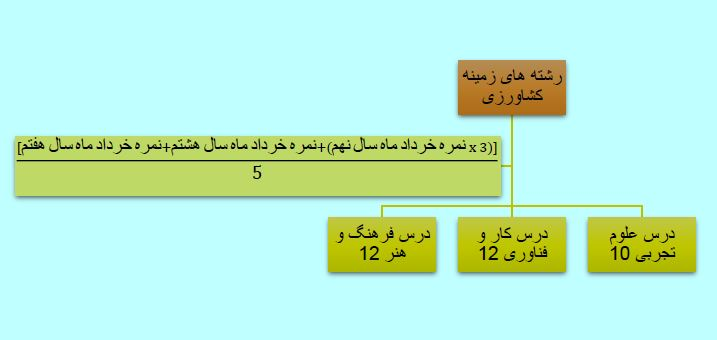 رشته های زمینه
کشاورزی
[(3 x نمره خرداد ماه سال نهم)+نمره خرداد ماه سال هشتم+نمره خرداد ماه سال هفتم]
5
درس علوم
تجربی 10
درس کار و
فناوری 12
درس فرهنگ و
هنر 12